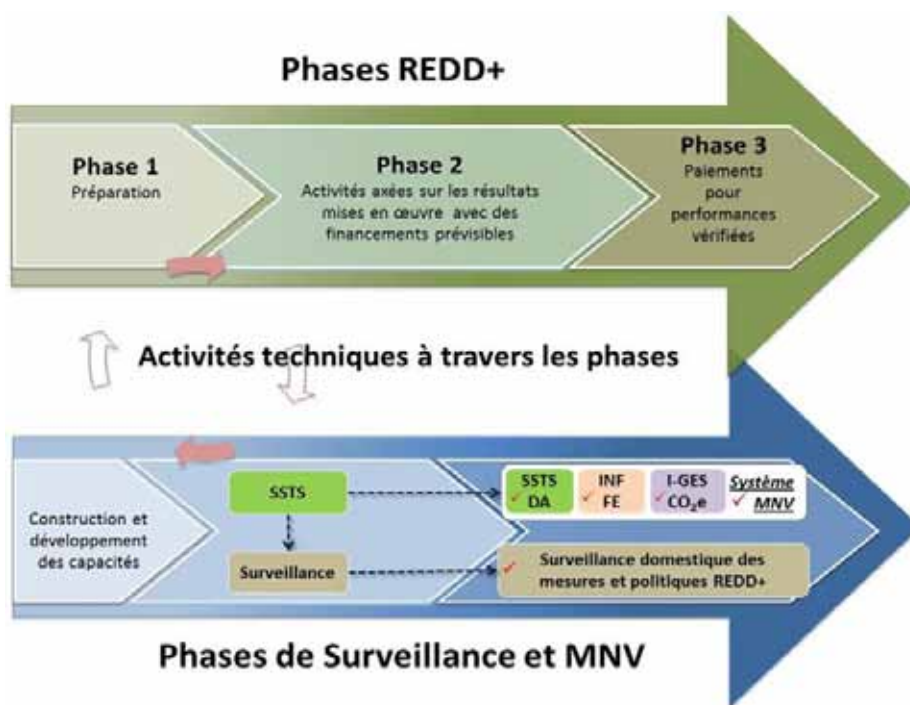 Phases REDD+
Phase 1
Préparation
Phase 2
Activités axées sur les résultats
mises en œuvre avec des
financements prévisibles
Phase 3
Paiements
pour
performances
vérifiées
Activités techniques à travers les phases
Construction et
développement
des capacités
SSTS
Surveillance
SSTS
DA
INF
FE
I-GES
CO₂e
Système
MNV
Surveillance domestique des
mesures et politiques REDD+
Phases de Surveillance et MNV